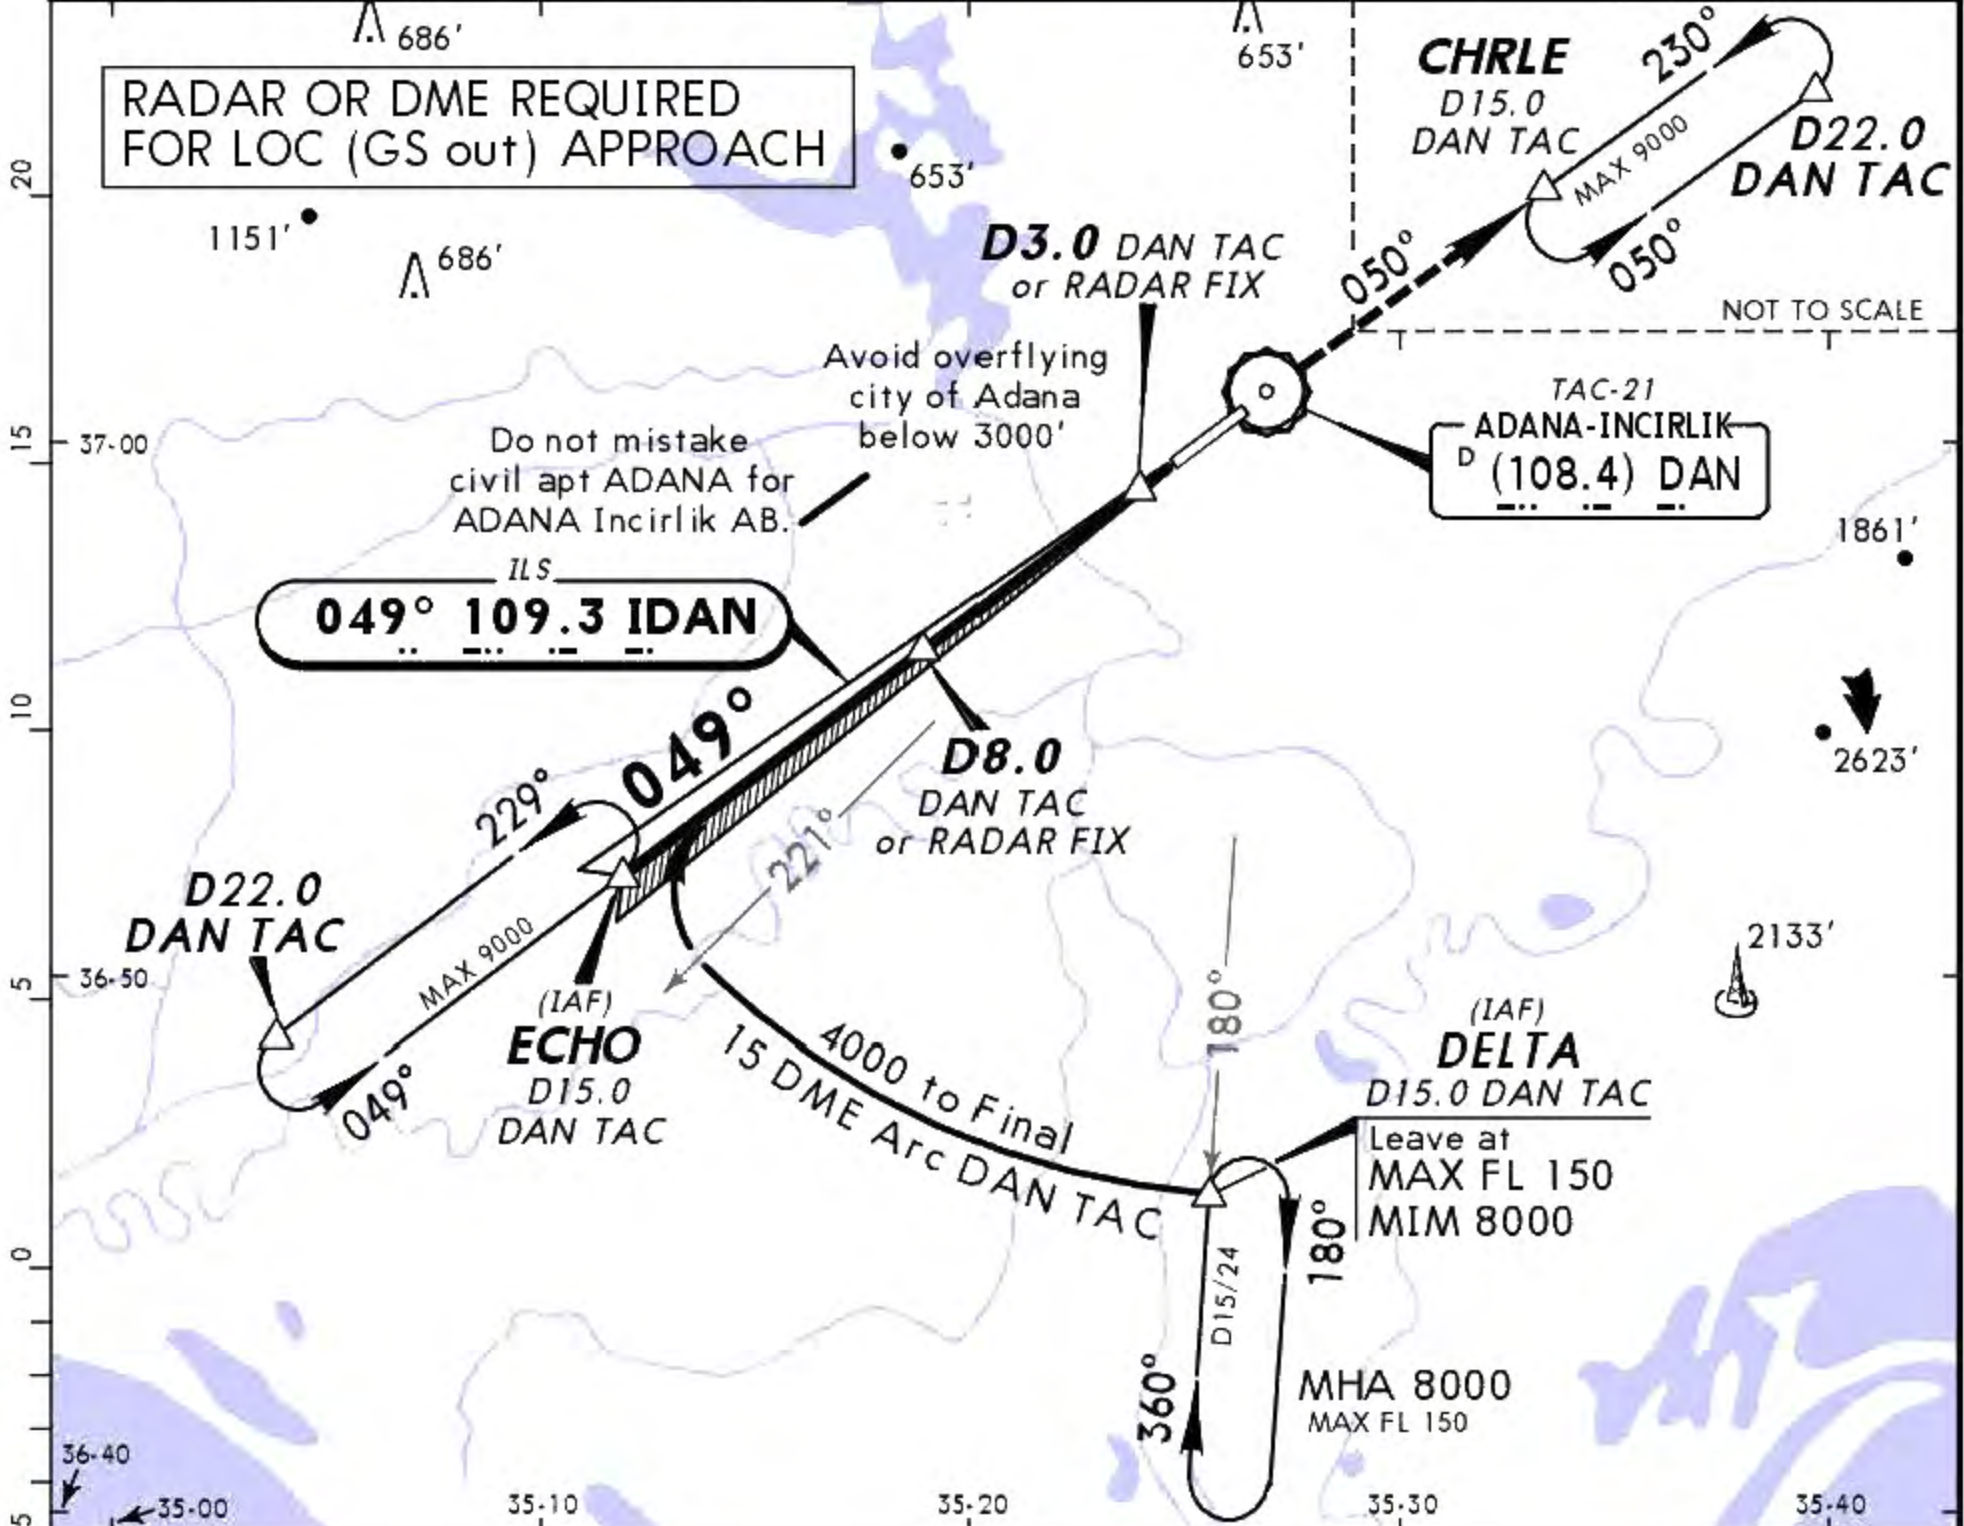 686'
653'
RADAR OR DME REQUIRED
FOR LOC (GS out) APPROACH
CHRLE
D15.0
DAN TAC
230°
MAX 9000
050°
D22.0
DAN TAC
653'
1151'
686'
D3.0 DAN TAC
or RADAR FIX
050°
NOT TO SCALE
Avoid overflying
city of Adana
below 3000'
Do not mistake
civil apt ADANA for
ADANA Incirlik AB.
TAC-21
ADANA-INCIRLIK
D (108.4) DAN
1861'
ILS
049° 109.3 IDAN
049°
2623'
D8.0
DAN TAC
or RADAR FIX
229°
221°
D22.0
DAN TAC
MAX 9000
049°
(IAF)
ECHO
D15.0
DAN TAC
2133'
180°
(IAF)
DELTA
D15.0 DAN TAC
Leave at
MAX FL 150
MIM 8000
4000 to Final
15 DME Arc DAN TAC
D15/24
180°
360°
MHA 8000
MAX FL 150
20
15
10
5
0
5
37-00
36-50
36-40
35-00
35-10
35-20
35-30
35-40